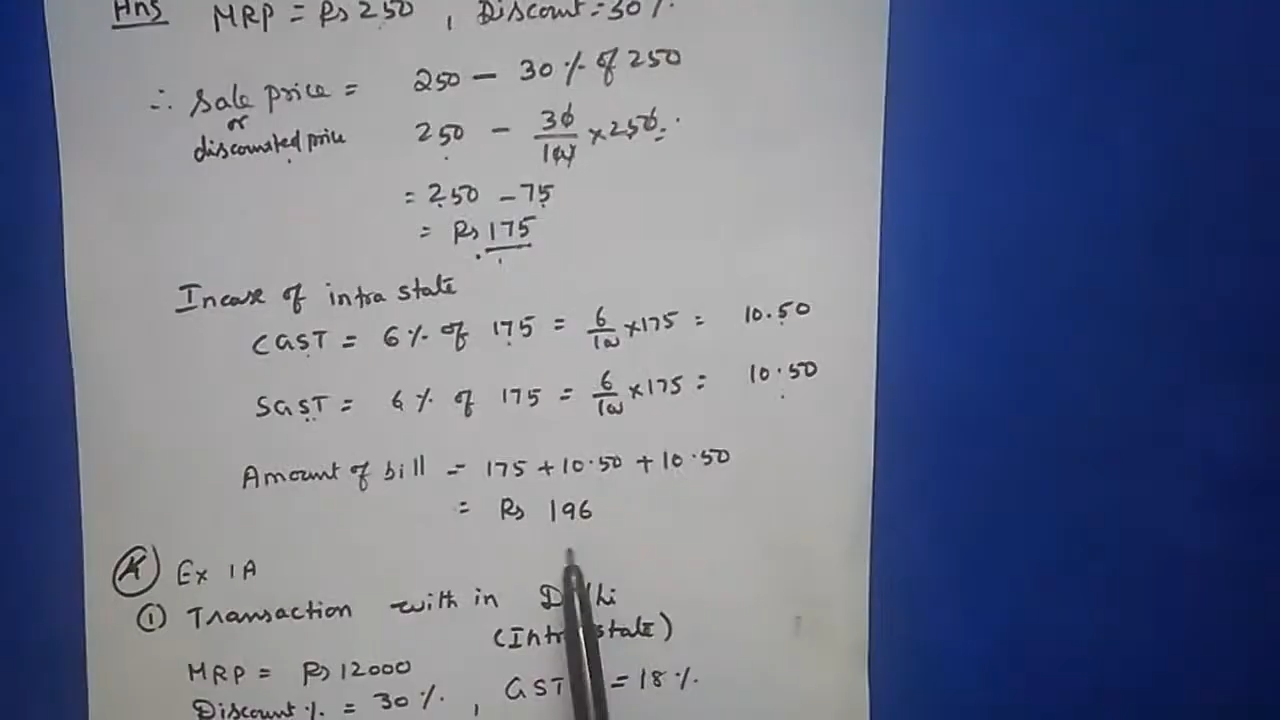 Ans MRP = Rs 250 , Discount = 30%
∴ Sale price = 250 - 30% of 250
or
discounted price 250 - 30/100 × 250
= 250 - 75
= Rs 175
Incase of intra state
CGST = 6% of 175 = 6/100 × 175 = 10.50
SGST = 6% of 175 = 6/100 × 175 = 10.50
Amount of bill = 175 + 10.50 + 10.50
= Rs 196
Ex 1A
① Transaction with in
(Intra state)
MRP = Rs 12000
Discount % = 30% , GST = 18%